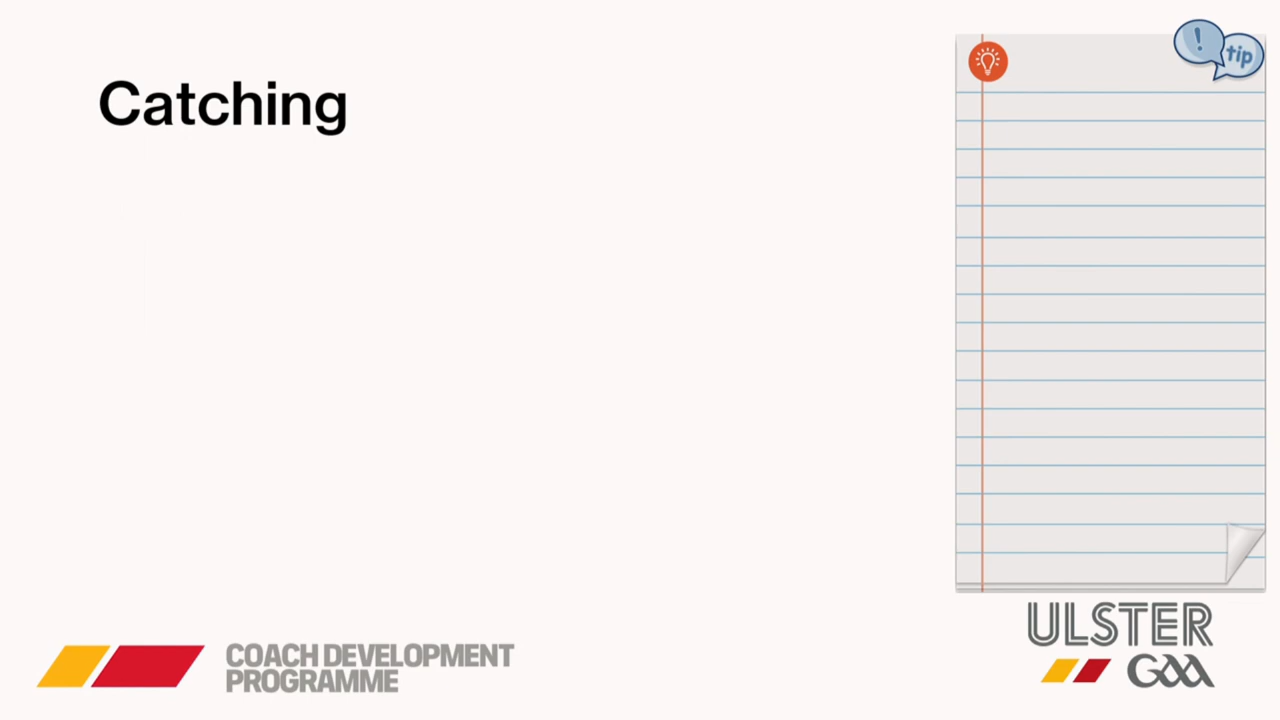 Catching
! tip
COACH DEVELOPMENT
PROGRAMME
ULSTER
GAA